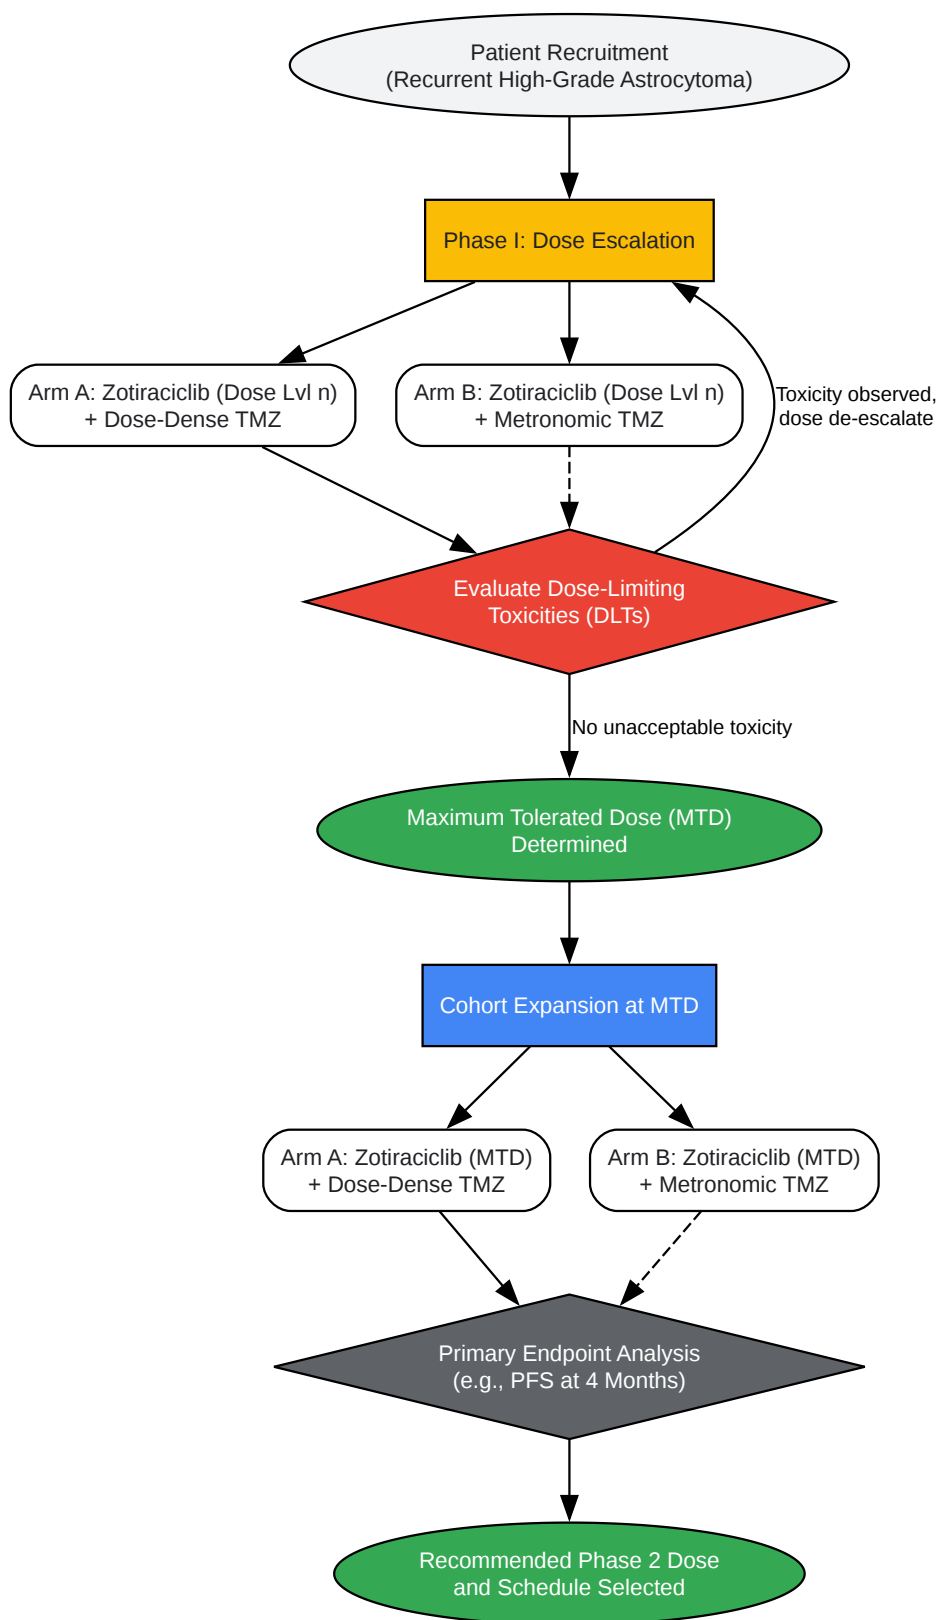 Patient Recruitment
(Recurrent High-Grade Astrocytoma)
Phase I: Dose Escalation
Arm A: Zotiraciclib (Dose Lvl n)
+ Dose-Dense TMZ
Arm B: Zotiraciclib (Dose Lvl n)
+ Metronomic TMZ
Toxicity observed,
dose de-escalate
Evaluate Dose-Limiting
Toxicities (DLTs)
No unacceptable toxicity
Maximum Tolerated Dose (MTD)
Determined
Cohort Expansion at MTD
Arm A: Zotiraciclib (MTD)
+ Dose-Dense TMZ
Arm B: Zotiraciclib (MTD)
+ Metronomic TMZ
Primary Endpoint Analysis
(e.g., PFS at 4 Months)
Recommended Phase 2 Dose
and Schedule Selected